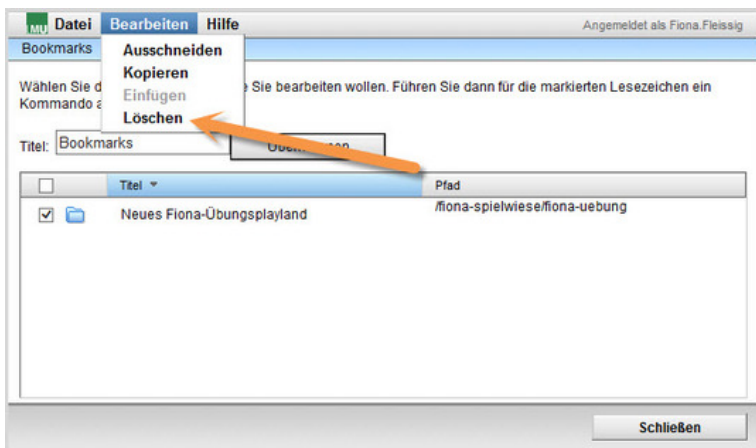 MU Datei Bearbeiten Hilfe Angemeldet als Fiona.Fleissig
Bookmarks
Ausschneiden
Kopieren
Einfügen
Löschen
Wählen Sie d e Sie bearbeiten wollen. Führen Sie dann für die markierten Lesezeichen ein
Kommando a
Titel: Bookmarks
Titel Pfad
Neues Fiona-Übungsplayland /fiona-spielwiese/fiona-uebung
Schließen